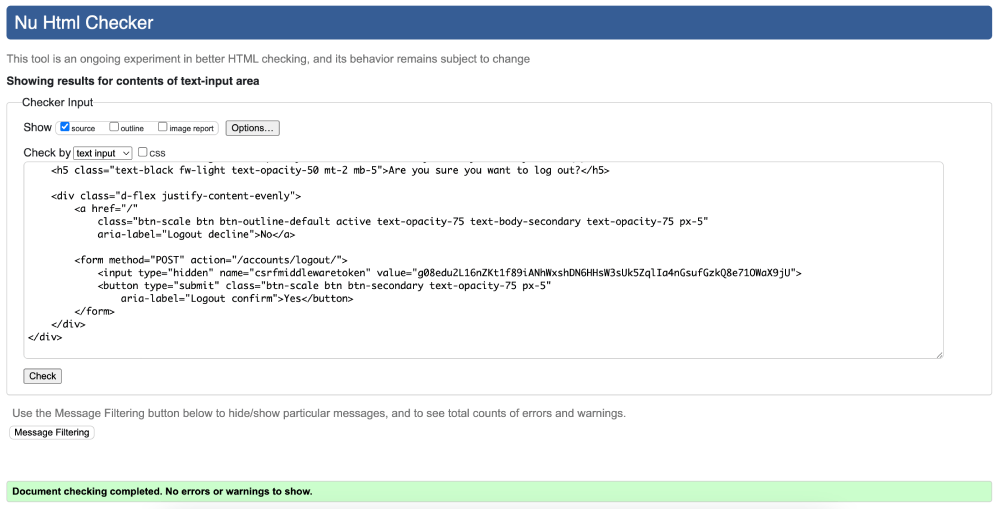 Nu Html Checker
This tool is an ongoing experiment in better HTML checking, and its behavior remains subject to change
Showing results for contents of text-input area
Checker Input
Show source outline image report Options...
Check by text input css
<h5 class="text-black fw-light text-opacity-50 mt-2 mb-5">Are you sure you want to log out?</h5>
<div class="d-flex justify-content-evenly">
<a href="/"
class="btn-scale btn btn-outline-default active text-opacity-75 text-body-secondary text-opacity-75 px-5"
aria-label="Logout decline">No</a>
<form method="POST" action="/accounts/logout/">
<input type="hidden" name="csrfmiddlewaretoken" value="g08edu2L16nZKt1f89iANhWxshDN6HHsW3sUk5ZqlIa4nGsufGzkQ8e71OWaX9jU">
<button type="submit" class="btn-scale btn btn-secondary text-opacity-75 px-5"
aria-label="Logout confirm">Yes</button>
</form>
</div>
</div>
Check
Use the Message Filtering button below to hide/show particular messages, and to see total counts of errors and warnings.
Message Filtering
Document checking completed. No errors or warnings to show.